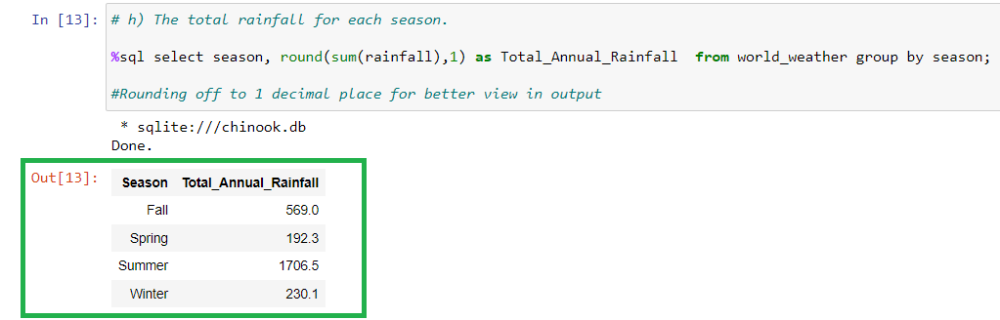 In [13]: # h) The total rainfall for each season.
%sql select season, round(sum(rainfall),1) as Total_Annual_Rainfall  from world_weather group by season;
#Rounding off to 1 decimal place for better view in output
* sqlite:///chinook.db
Done.
Out[13]: Season Total_Annual_Rainfall
Fall 569.0
Spring 192.3
Summer 1706.5
Winter 230.1